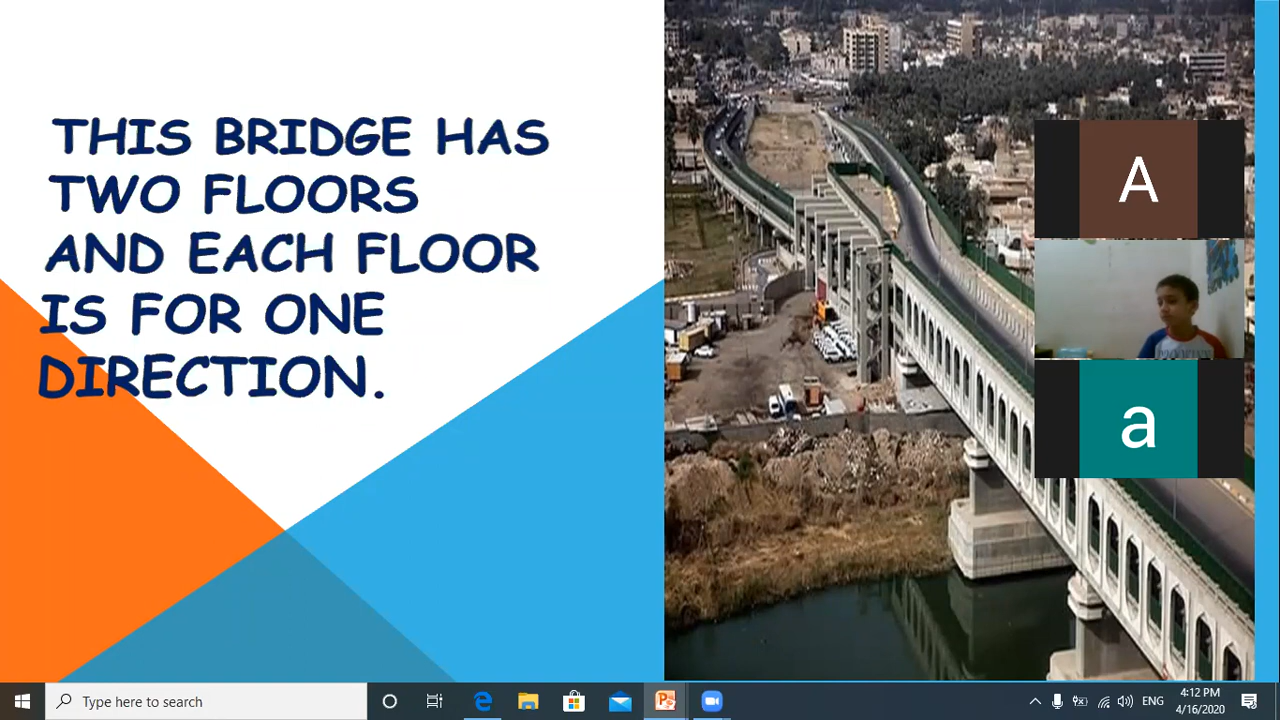 THIS BRIDGE HAS
TWO FLOORS
AND EACH FLOOR
IS FOR ONE
DIRECTION.
A
a
Type here to search
ENG
4:12 PM
4/16/2020